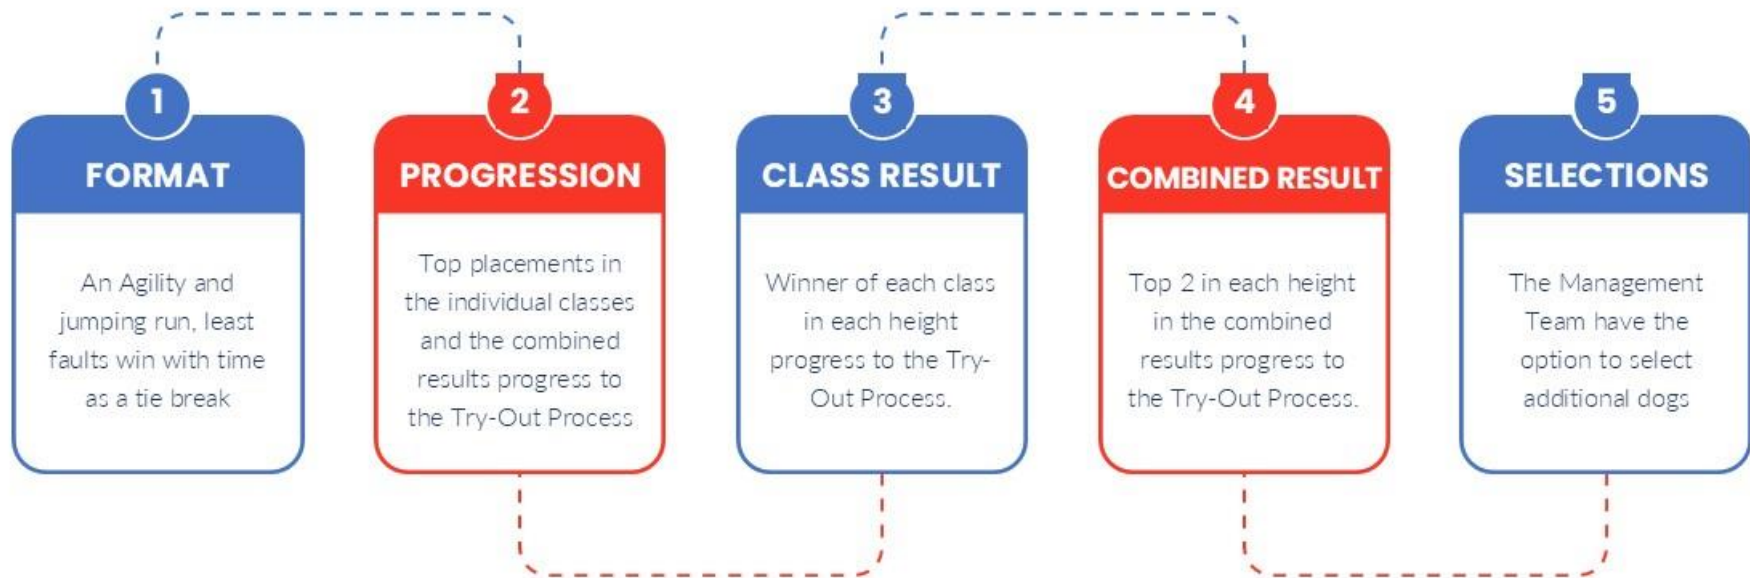 1
FORMAT
An Agility and
jumping run, least
faults win with time
as a tie break
2
PROGRESSION
Top placements in
the individual classes
and the combined
results progress to
the Try-Out Process
3
CLASS RESULT
Winner of each class
in each height
progress to the Try-
Out Process.
4
COMBINED RESULT
Top 2 in each height
in the combined
results progress to
the Try-Out Process.
5
SELECTIONS
The Management
Team have the
option to select
additional dogs